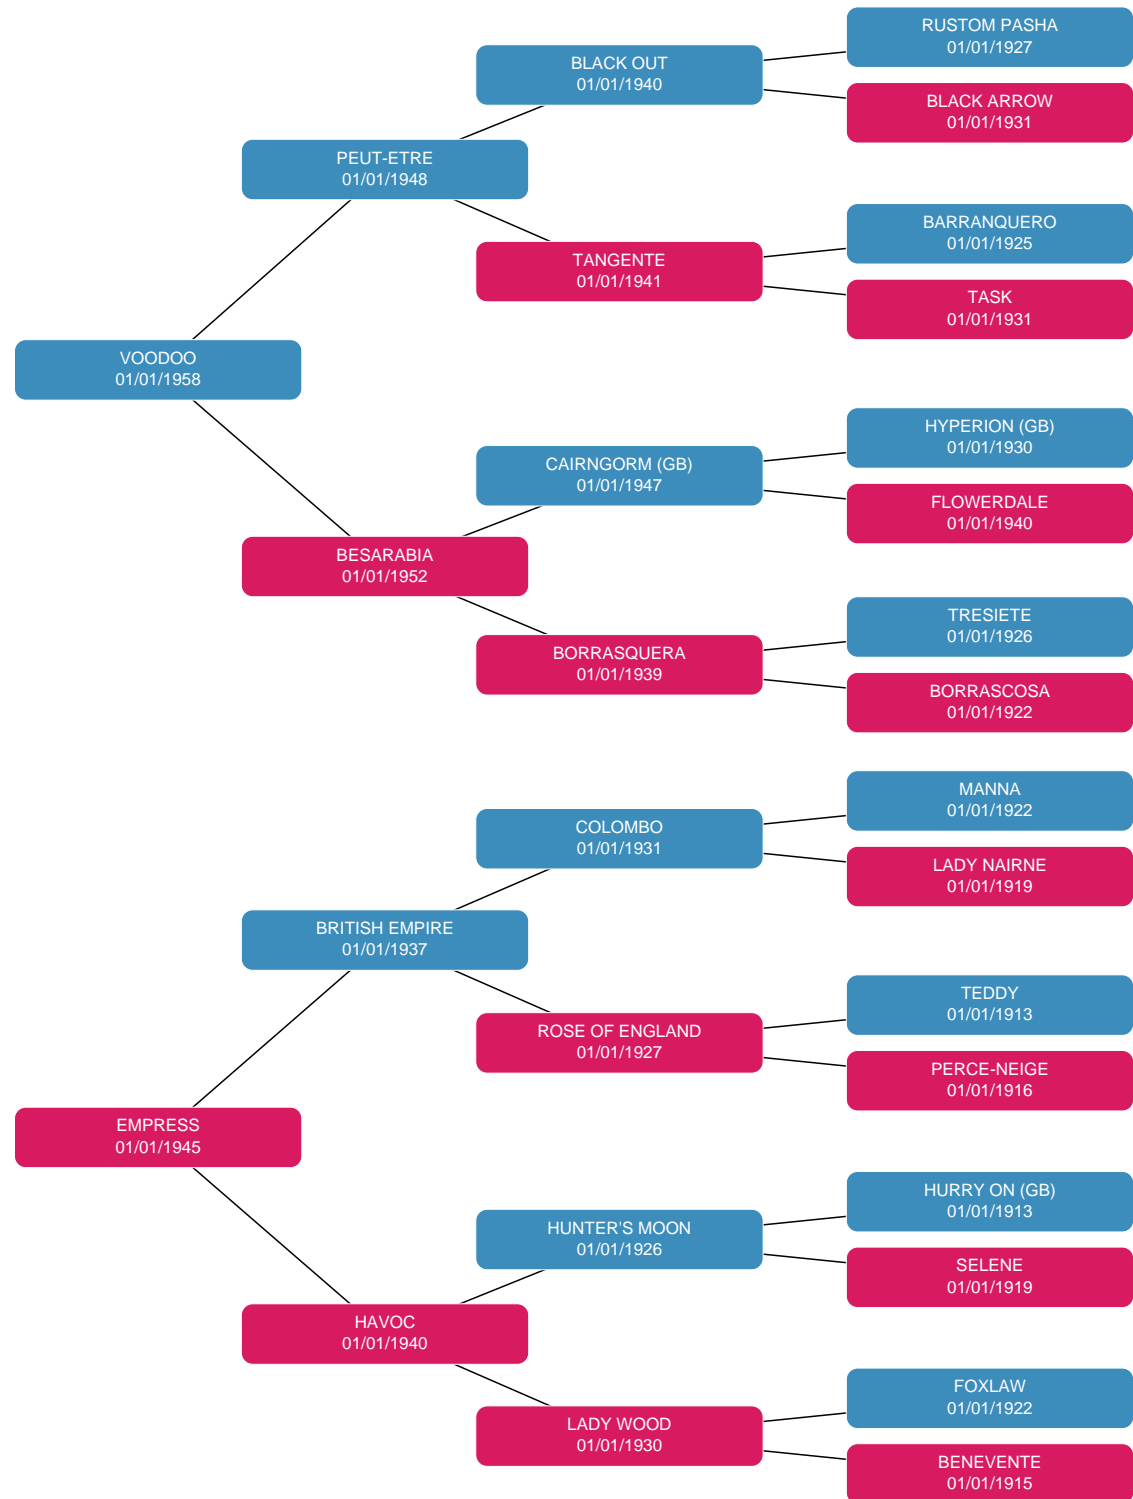 RUSTOM PASHA
01/01/1927
BLACK OUT
01/01/1940
BLACK ARROW
01/01/1931
PEUT-ETRE
01/01/1948
BARRANQUERO
01/01/1925
TANGENTE
01/01/1941
TASK
01/01/1931
VOODOO
01/01/1958
HYPERION (GB)
01/01/1930
CAIRNGORM (GB)
01/01/1947
FLOWERDALE
01/01/1940
BESARABIA
01/01/1952
TRESIETE
01/01/1926
BORRASQUERA
01/01/1939
BORRASCOSA
01/01/1922
MANNA
01/01/1922
COLOMBO
01/01/1931
LADY NAIRNE
01/01/1919
BRITISH EMPIRE
01/01/1937
TEDDY
01/01/1913
ROSE OF ENGLAND
01/01/1927
PERCE-NEIGE
01/01/1916
EMPRESS
01/01/1945
HURRY ON (GB)
01/01/1913
HUNTER'S MOON
01/01/1926
SELENE
01/01/1919
HAVOC
01/01/1940
FOXLAW
01/01/1922
LADY WOOD
01/01/1930
BENEVENTE
01/01/1915